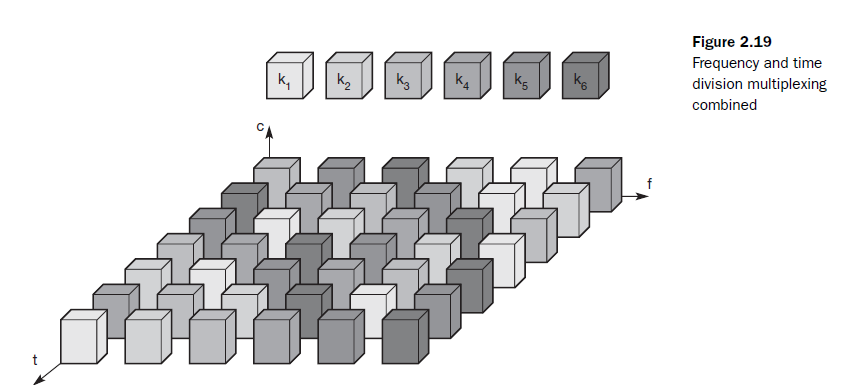 Figure 2.19
Frequency and time
division multiplexing
combined
k1 k2 k3 k4 k5 k6
c
f
t